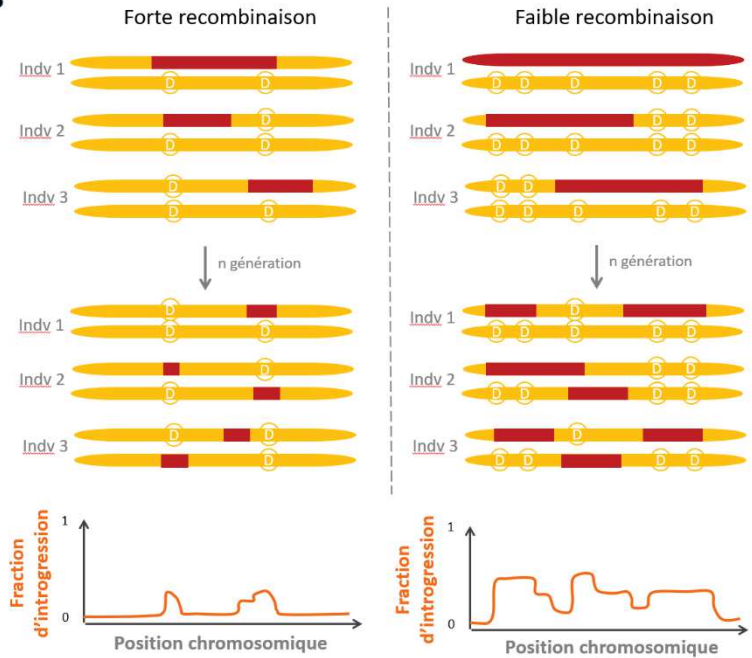 Forte recombinaison
Indv 1
D D
Indv 2
D
D D
Indv 3
D
D D
n génération
Indv 1
D
D D
Indv 2
D
D
Indv 3
D D
D
Fraction
d'introgression
1
0
Position chromosomique
Faible recombinaison
Indv 1
D D D D D
Indv 2
D D
D D D D D
Indv 3
D D
D D D D D
n génération
Indv 1
D
D D D D D
Indv 2
D D
D D D D
Indv 3
D
D D D D
Fraction
d'introgression
1
0
Position chromosomique